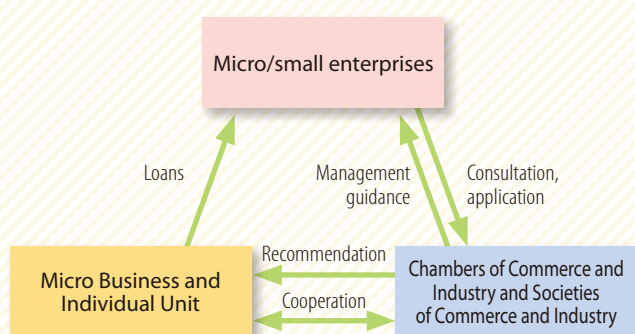 Micro/small enterprises
Loans
Management
guidance
Consultation,
application
Recommendation
Cooperation
Micro Business and
Individual Unit
Chambers of Commerce and
Industry and Societies
of Commerce and Industry